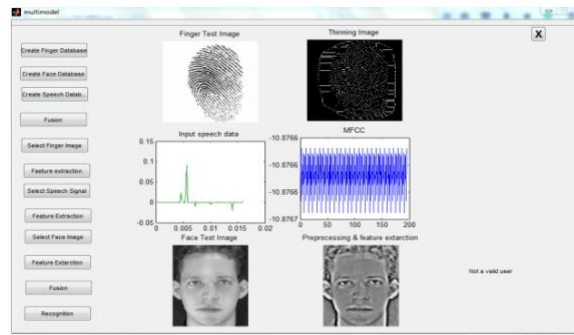 multimodel
X
Create Finger Database
Create Face Database
Create Speech Datab...
Fusion
Select Finger Image
Feeture extraction
Select Speech Signal
Feature Extraction
Select Face Image
Feature Extarction
Fusion
Recognition
Finger Test Image
Thinning Image
Input speech data
0.15
0.1
0.05
0
-0.05
0 0.005 0.01 0.015 0.02
MFCC
-10.8766
-10.8766
-10.8766
-10.8766
-10.8767
0 50 100 150 200
Face Test Image
Preprocessing & feature extarction
Not a valid user